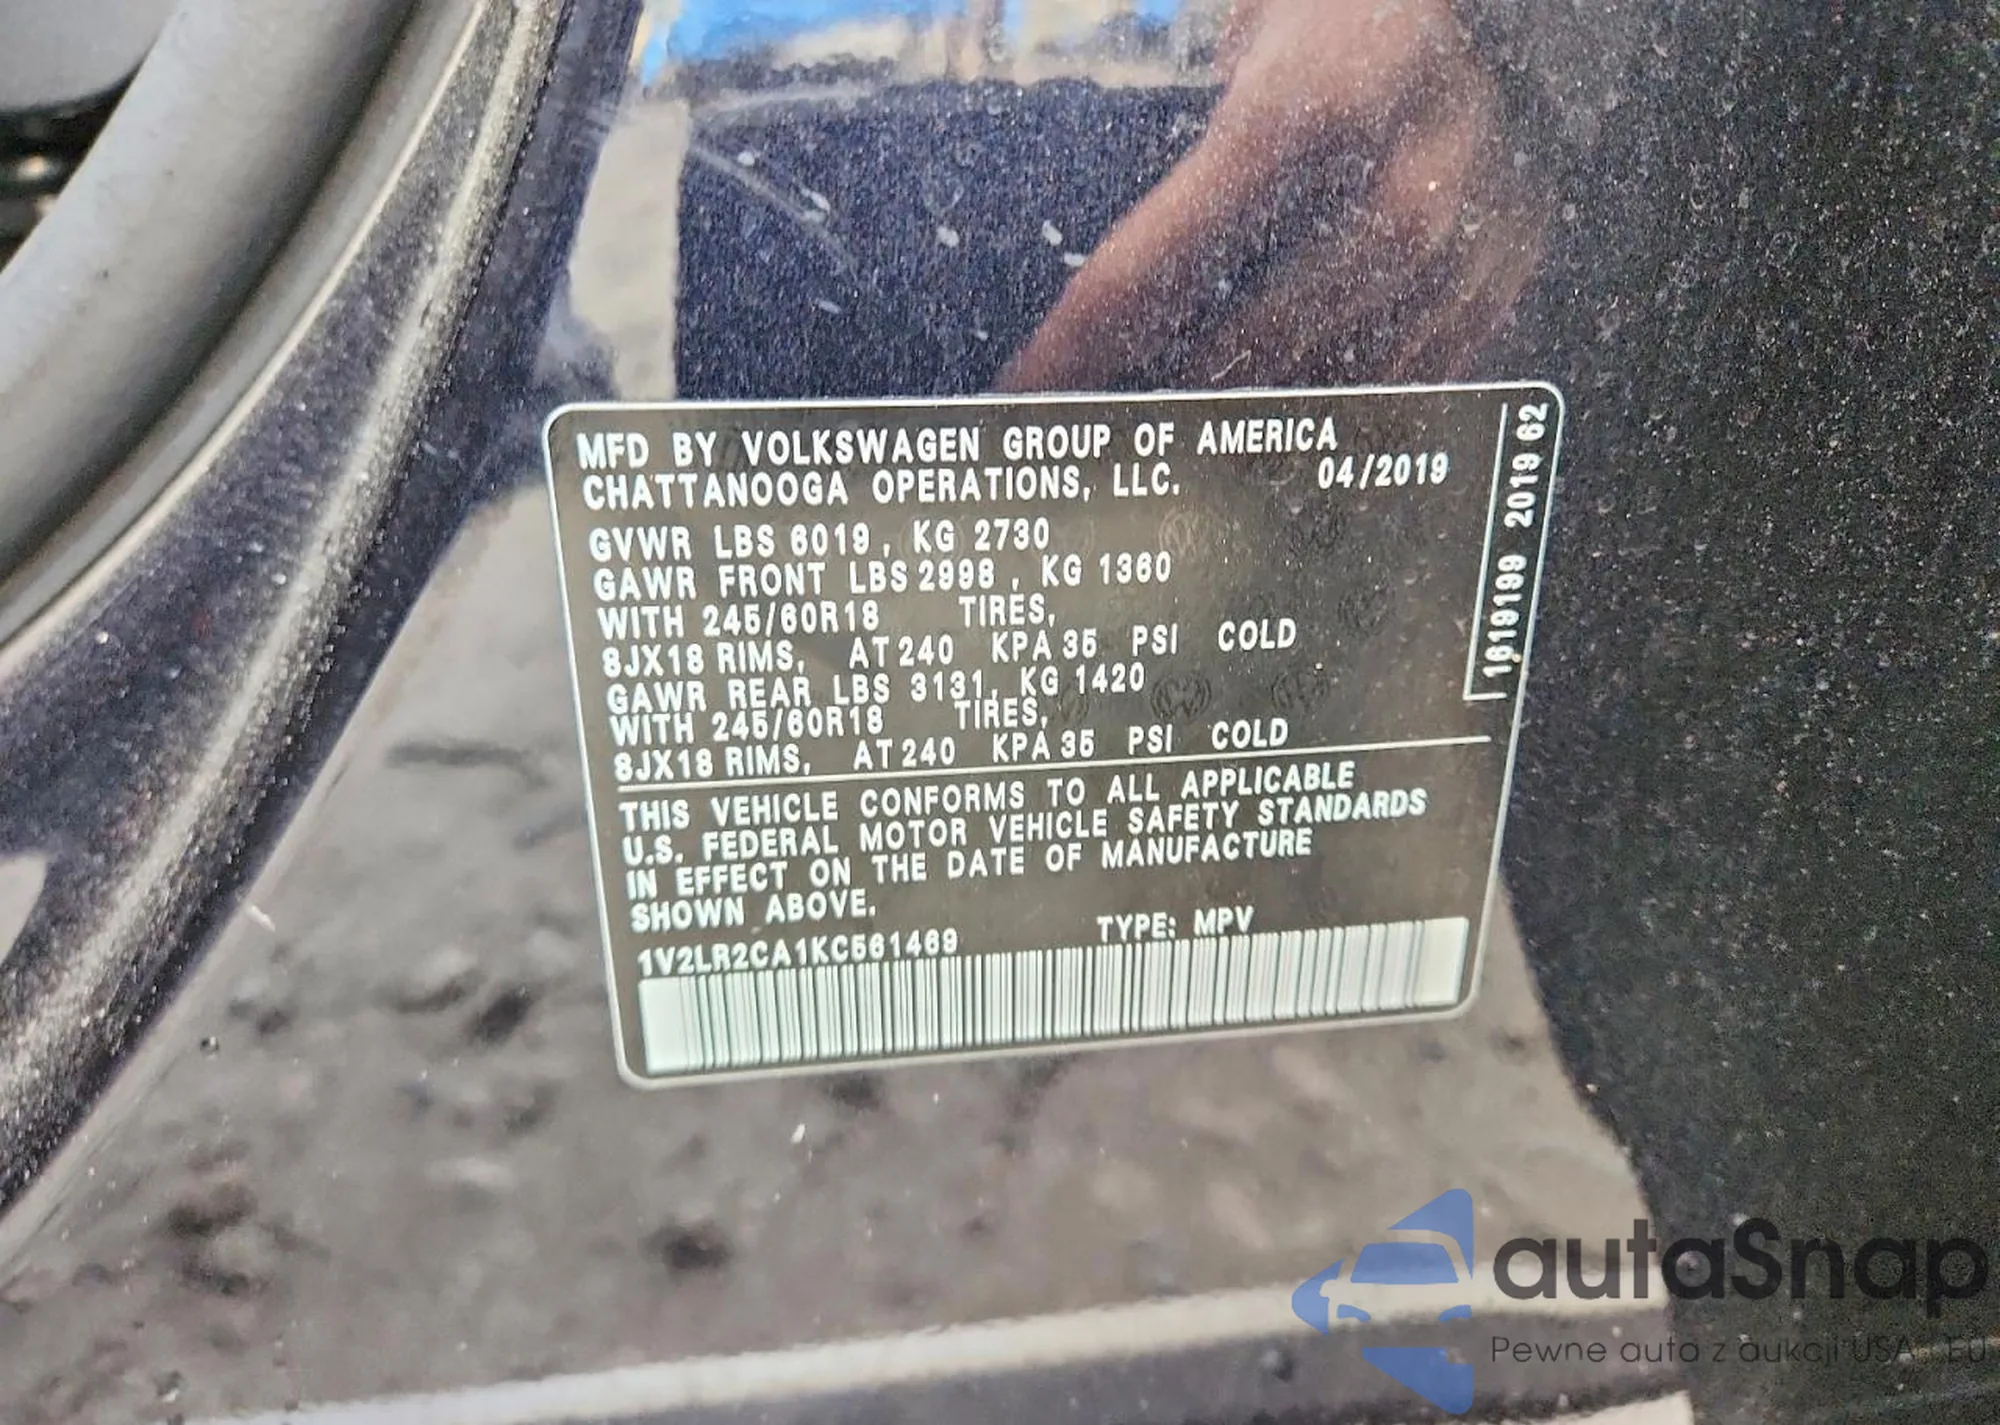 MFD BY VOLKSWAGEN GROUP OF AMERICA
CHATTANOOGA OPERATIONS, LLC. 04/2019
GVWR LBS 6019, KG 2730
GAWR FRONT LBS 2998, KG 1360
WITH 245/60R18 TIRES,
8JX18 RIMS, AT 240 KPA 35 PSI COLD
GAWR REAR LBS 3131, KG 1420
WITH 245/60R18 TIRES,
8JX18 RIMS, AT 240 KPA 35 PSI COLD
THIS VEHICLE CONFORMS TO ALL APPLICABLE
U.S. FEDERAL MOTOR VEHICLE SAFETY STANDARDS
IN EFFECT ON THE DATE OF MANUFACTURE
SHOWN ABOVE.
1V2LR2CA1KC561469 TYPE: MPV
1619199 2019 62
autaSnap
Pewne auta z aukcji USA i EU